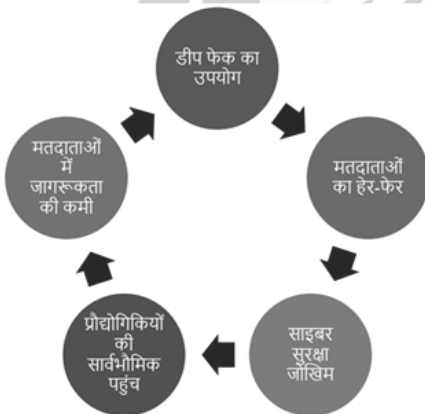 डीप फेक का
उपयोग
मतदाताओं
का हेर-फेर
साइबर
सुरक्षा
जोखिम
प्रौद्योगिकियों
की
सार्वभौमिक
पहुंच
मतदाताओं
में
जागरूकता
की कमी